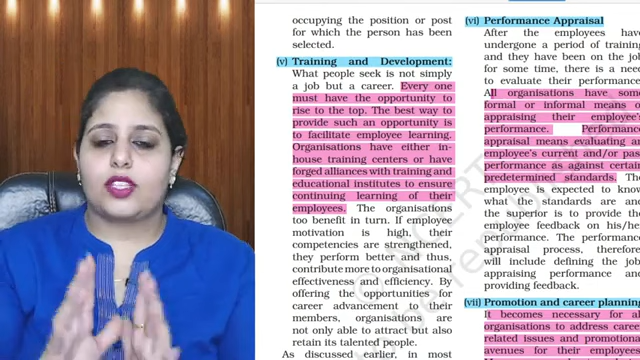 occupying the position or post
for which the person has been
selected.
(v) Training and Development:
What people seek is not simply
a job but a career. Every one
must have the opportunity to
rise to the top. The best way to
provide such an opportunity is
to facilitate employee learning.
Organisations have either in-
house training centers or have
forged alliances with training and
educational institutes to ensure
continuing learning of their
employees. The organisations
too benefit in turn. If employee
motivation is high, their
competencies are strengthened,
they perform better and thus,
contribute more to organisational
effectiveness and efficiency. By
offering the opportunities for
career advancement to their
members, organisations are
not only able to attract but also
retain its talented people.
As discussed earlier, in most
(vi) Performance Appraisal
After the employees have
undergone a period of training
and they have been on the job
for some time, there is a need
to evaluate their performance.
All organisations have some
formal or informal means of
appraising their employee's
performance. Performance
appraisal means evaluating an
employee's current and/or past
performance as against certain
predetermined standards. The
employee is expected to know
what the standards are and
the superior is to provide the
employee feedback on his/her
performance. The performance
appraisal process, therefore
will include defining the job,
appraising performance and
providing feedback.
(vii) Promotion and career planning
It becomes necessary for all
organisations to address career
related issues and promotional
avenues for their employees.